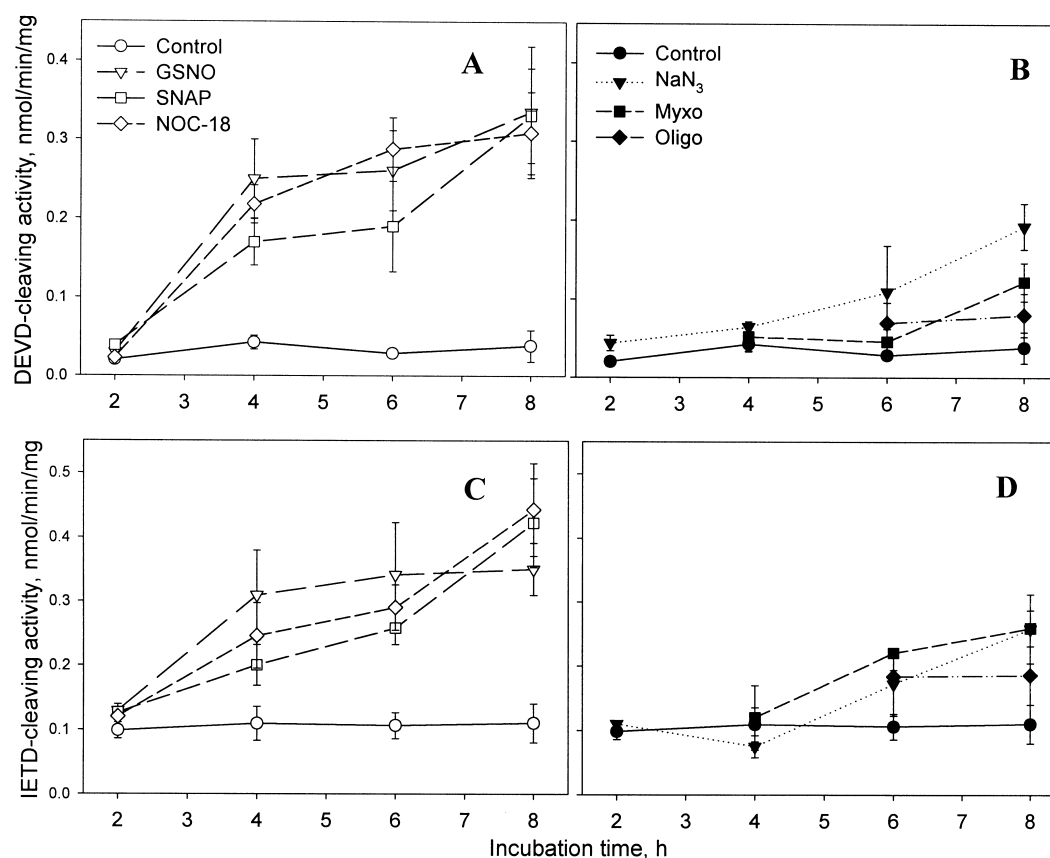 DEVD-cleaving activity, nmol/min/mg
0.4
0.3
0.2
0.1
0.0
Control
GSNO
SNAP
NOC-18
A
2 3 4 5 6 7 8
Control
NaN3
Myxo
Oligo
B
2 3 4 5 6 7 8
IETD-cleaving activity, nmol/min/mg
0.5
0.4
0.3
0.2
0.1
0.0
C
2 3 4 5 6 7 8
D
2 3 4 5 6 7 8
Incubation time, h